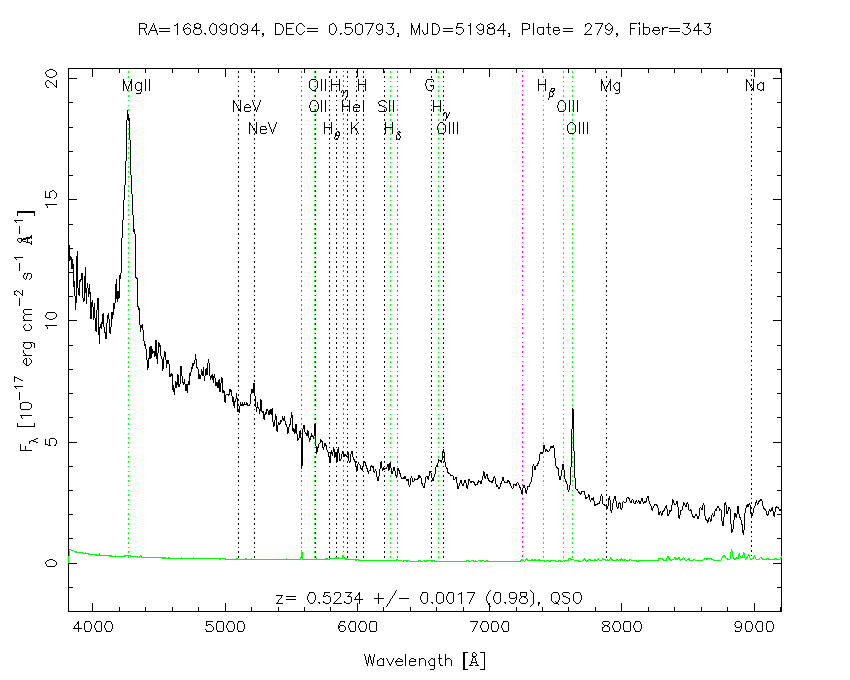 RA=168.09094, DEC= 0.50793, MJD=51984, Plate= 279, Fiber=343
MgII OII Hη H G Hβ Mg Na
NeV OII HeI SII Hγ OIII
NeV Hθ K Hδ OIII OIII
20
15
10
5
0
Fλ [10−17 erg cm−2 s−1 Å−1]
z= 0.5234 +/− 0.0017 (0.98), QSO
4000 5000 6000 7000 8000 9000
Wavelength [Å]